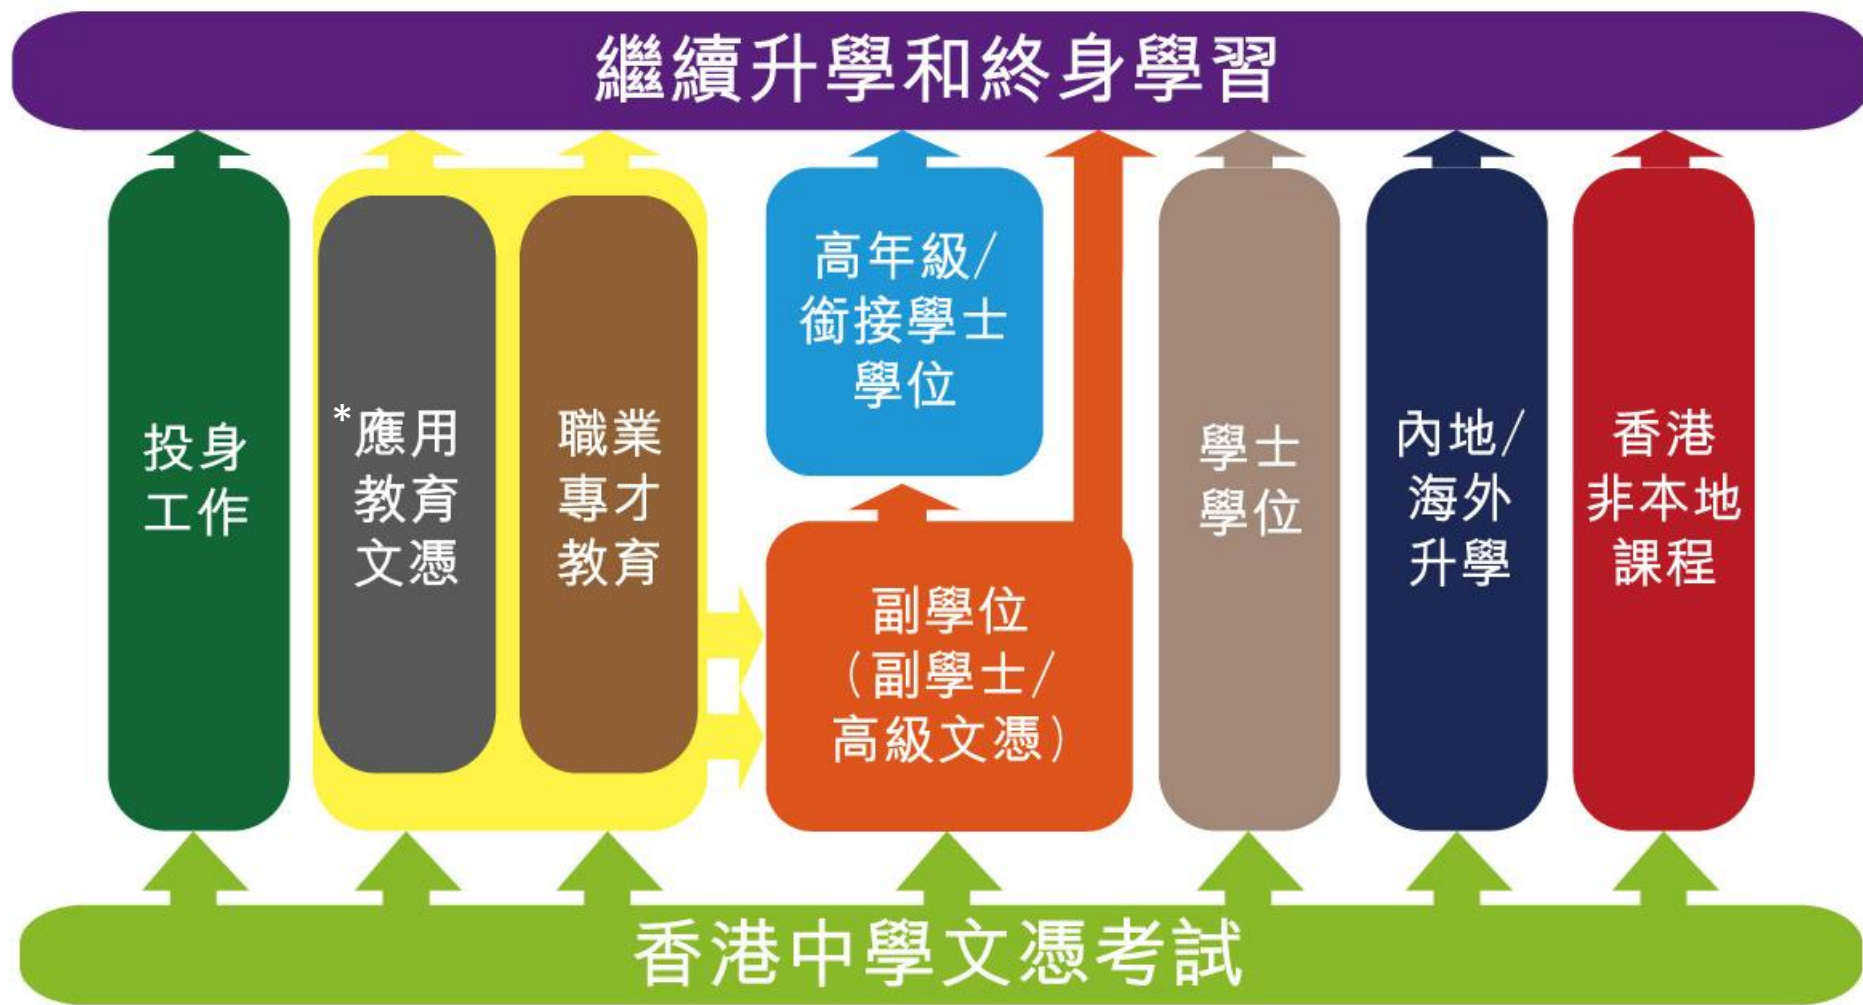 繼續升學和終身學習
投身
工作
*應用
教育
文憑
職業
專才
教育
高年級/
銜接學士
學位
副學位
（副學士/
高級文憑）
學士
學位
內地/
海外
升學
香港
非本地
課程
香港中學文憑考試